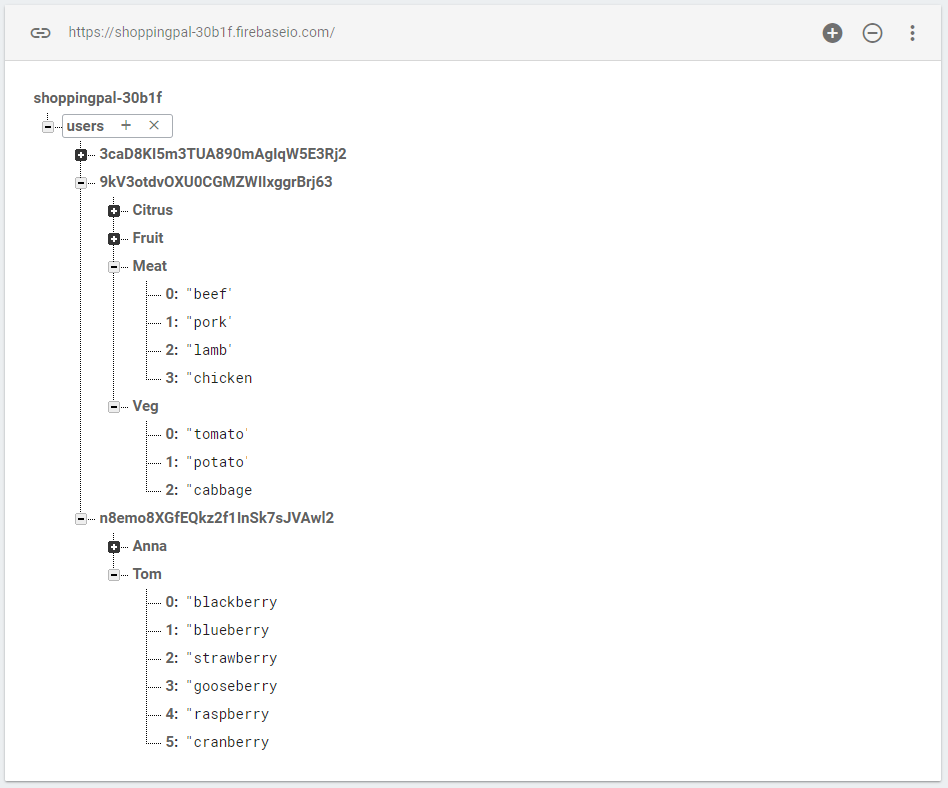 https://shoppingpal-30b1f.firebaseio.com/
shoppingpal-30b1f
users
3caD8KI5m3TUA890mAgIqW5E3Rj2
9kV3otdvOXU0CGMZWIIxggrBrj63
Citrus
Fruit
Meat
0: "beef'
1: "pork'
2: "lamb'
3: "chicken
Veg
0: "tomato'
1: "potato'
2: "cabbage
n8emo8XGfEQkz2f1InSk7sJVAwl2
Anna
Tom
0: "blackberry
1: "blueberry
2: "strawberry
3: "gooseberry
4: "raspberry
5: "cranberry